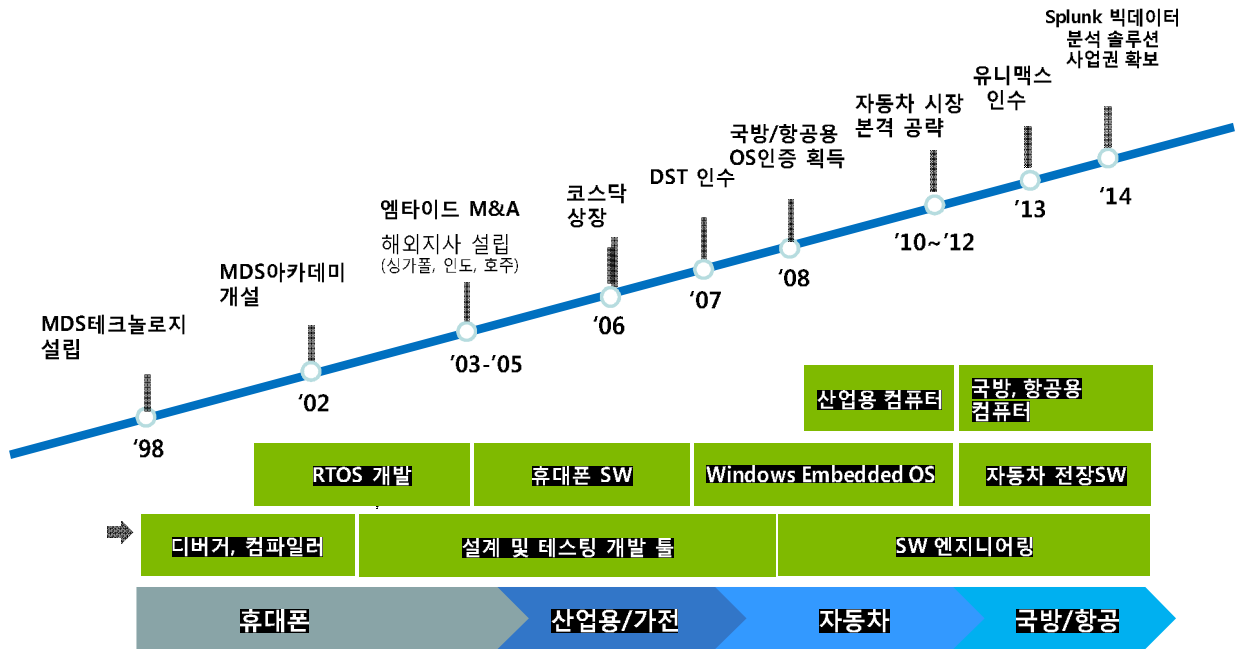 Splunk 빅데이터
분석 솔루션
사업권 확보
유니맥스
인수
자동차 시장
본격 공략
국방/항공용
OS인증 획득
DST 인수
코스닥
상장
엠타이드 M&A
해외지사 설립
(싱가폴, 인도, 호주)
MDS아카데미
개설
MDS테크놀로지
설립
‘98
‘02
’03-’05
‘06
‘07
‘08
’10~’12
’13
‘14
산업용 컴퓨터
국방, 항공용
컴퓨터
RTOS 개발
휴대폰 SW
Windows Embedded OS
자동차 전장SW
디버거, 컴파일러
설계 및 테스팅 개발 툴
SW 엔지니어링
휴대폰
산업용/가전
자동차
국방/항공